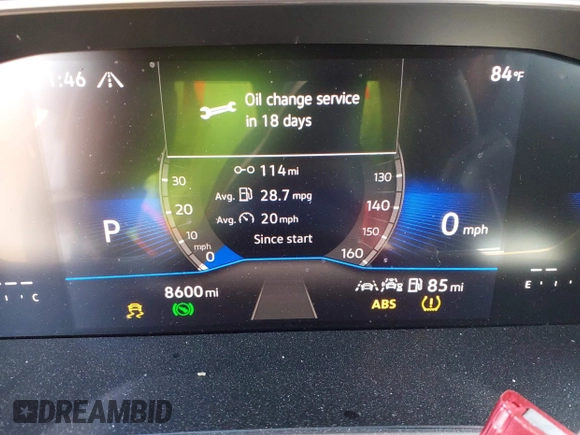 :46 84°F
Oil change service
in 18 days
114 mi
30 Avg. 28.7 mpg 130
20 Avg. 20 mph 140
P 0 mph
10 Since start 150
mph
0 160
C E
8600 mi 85 mi
ABS
DREAMBID